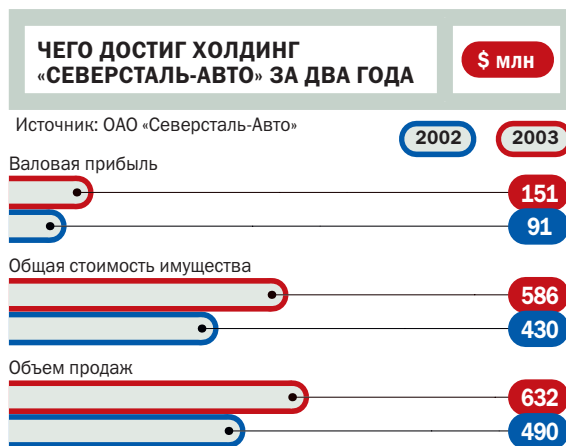 ЧЕГО ДОСТИГ ХОЛДИНГ
«СЕВЕРСТАЛЬ-АВТО» ЗА ДВА ГОДА
$ млн
Источник: ОАО «Северсталь-Авто»
2002
2003
Валовая прибыль
151
91
Общая стоимость имущества
586
430
Объем продаж
632
490